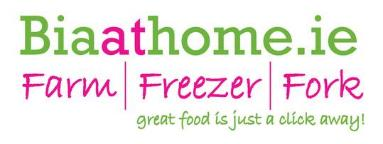 Biaathome.ie
Farm | Freezer | Fork
great food is just a click away!